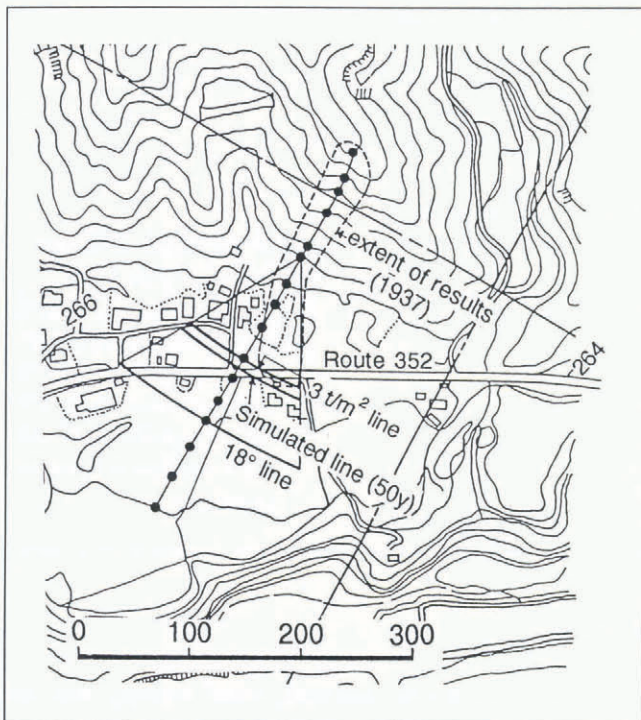 extent of results
(1937)
266
Route 352
264
3 t/m² line
Simulated line (50y)
18° line
0 100 200 300